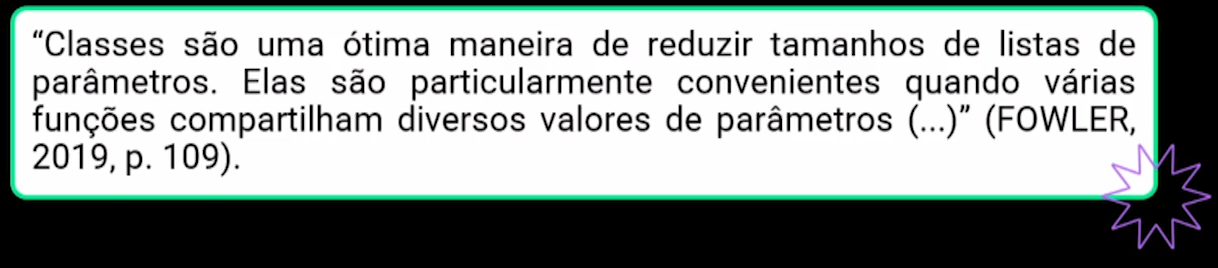 “Classes são uma ótima maneira de reduzir tamanhos de listas de
parâmetros. Elas são particularmente convenientes quando várias
funções compartilham diversos valores de parâmetros (...)” (FOWLER,
2019, p. 109).